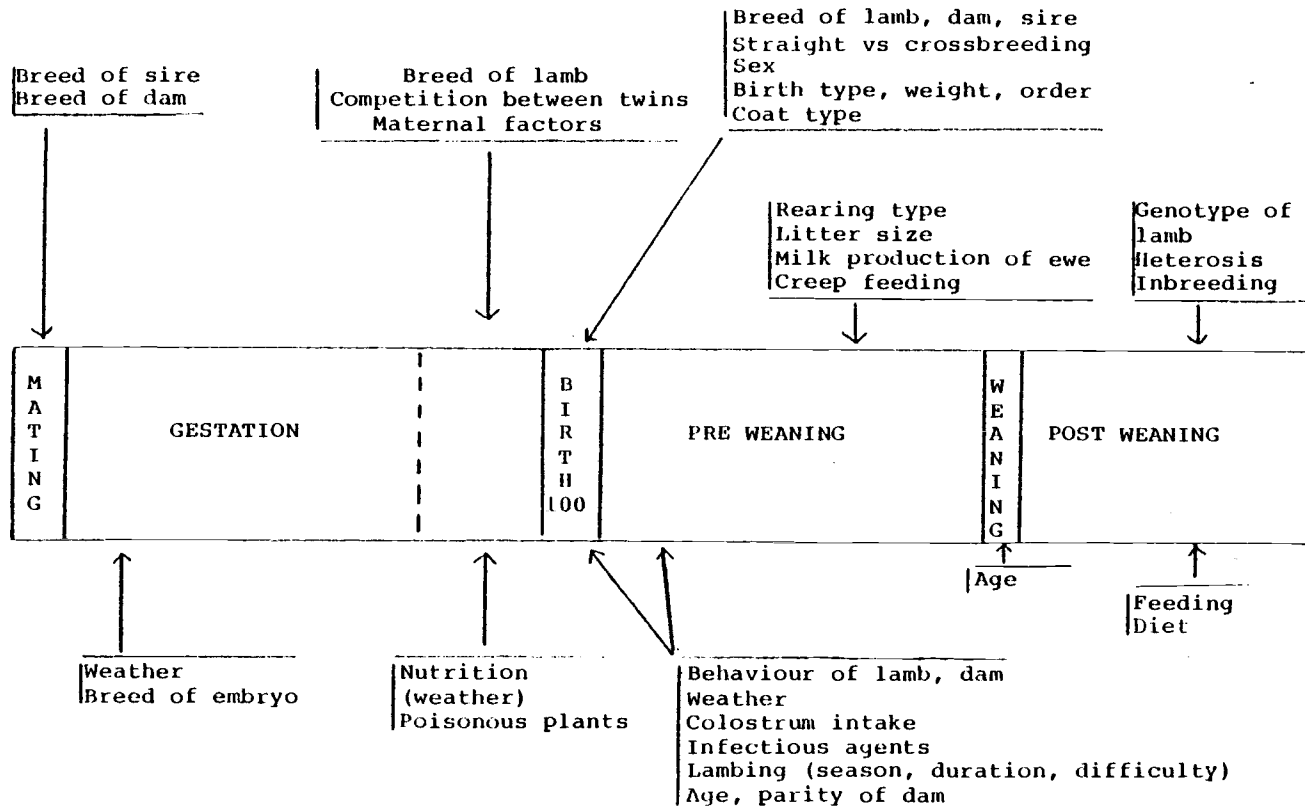 Breed of sire
Breed of dam
Breed of lamb
Competition between twins
Maternal factors
Breed of lamb, dam, sire
Straight vs crossbreeding
Sex
Birth type, weight, order
Coat type
Rearing type
Litter size
Milk production of ewe
Creep feeding
Genotype of
lamb
Heterosis
Inbreeding
MATING
GESTATION
BIRTH
100
PRE WEANING
WEANING
POST WEANING
Weather
Breed of embryo
Nutrition
(weather)
Poisonous plants
Behaviour of lamb, dam
Weather
Colostrum intake
Infectious agents
Lambing (season, duration, difficulty)
Age, parity of dam
Age
Feeding
Diet